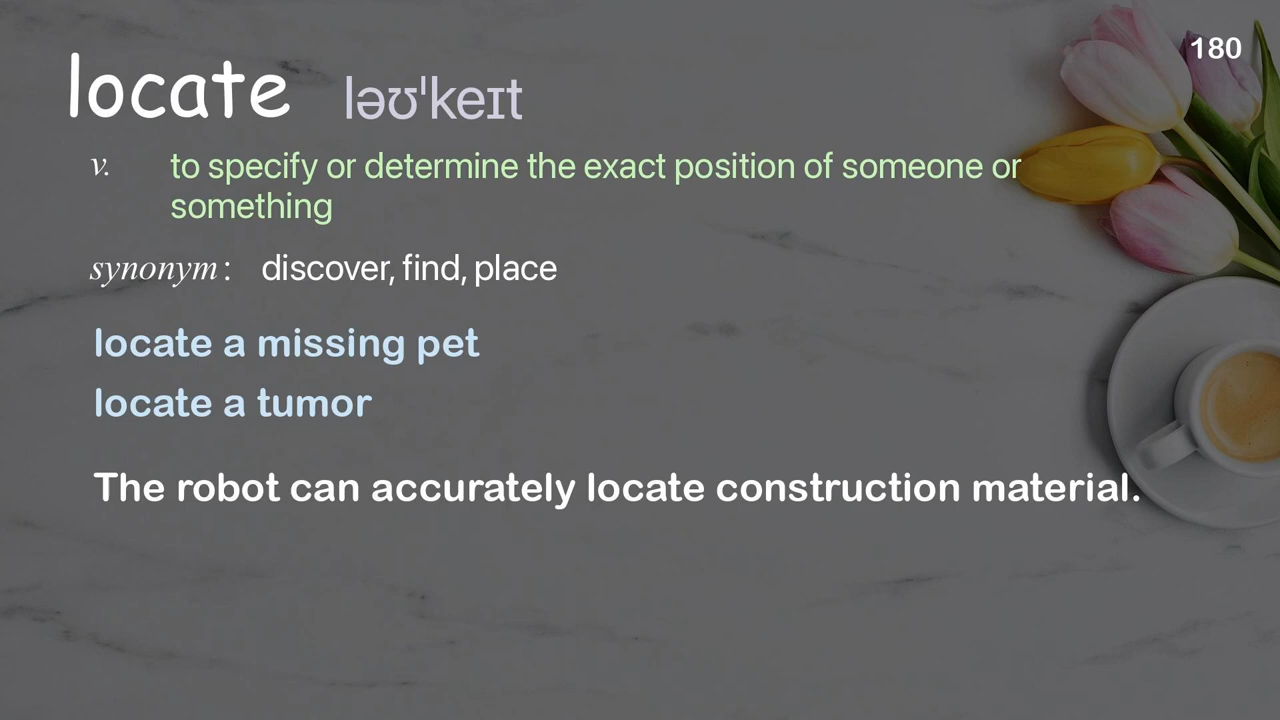 180
locate ləʊˈkeɪt
v. to specify or determine the exact position of someone or
something
synonym: discover, find, place
locate a missing pet
locate a tumor
The robot can accurately locate construction material.